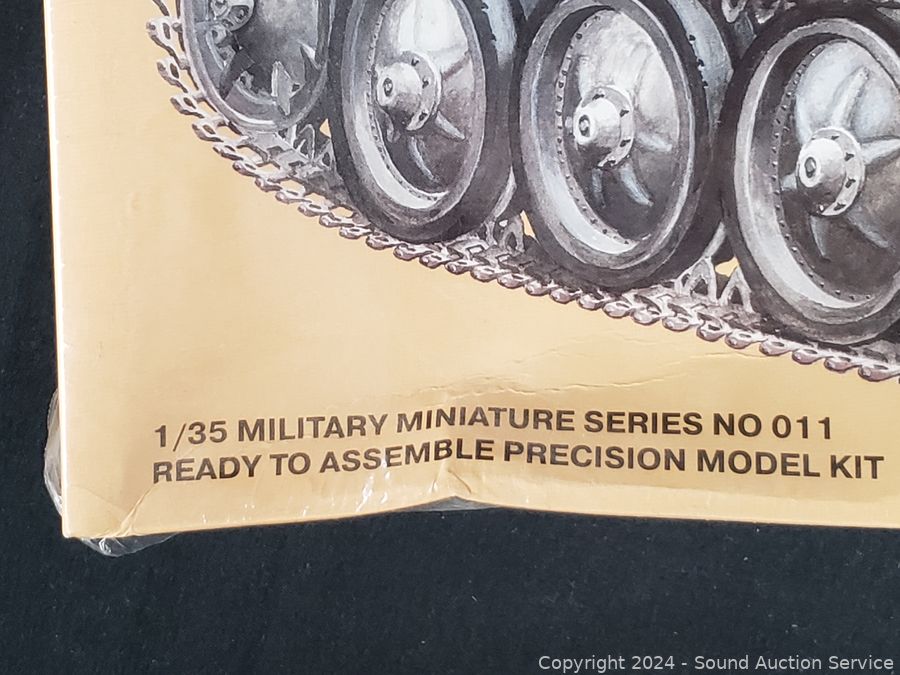 1/35 MILITARY MINIATURE SERIES NO 011
READY TO ASSEMBLE PRECISION MODEL KIT
Copyright 2024 - Sound Auction Service